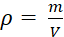 ρ = m/V